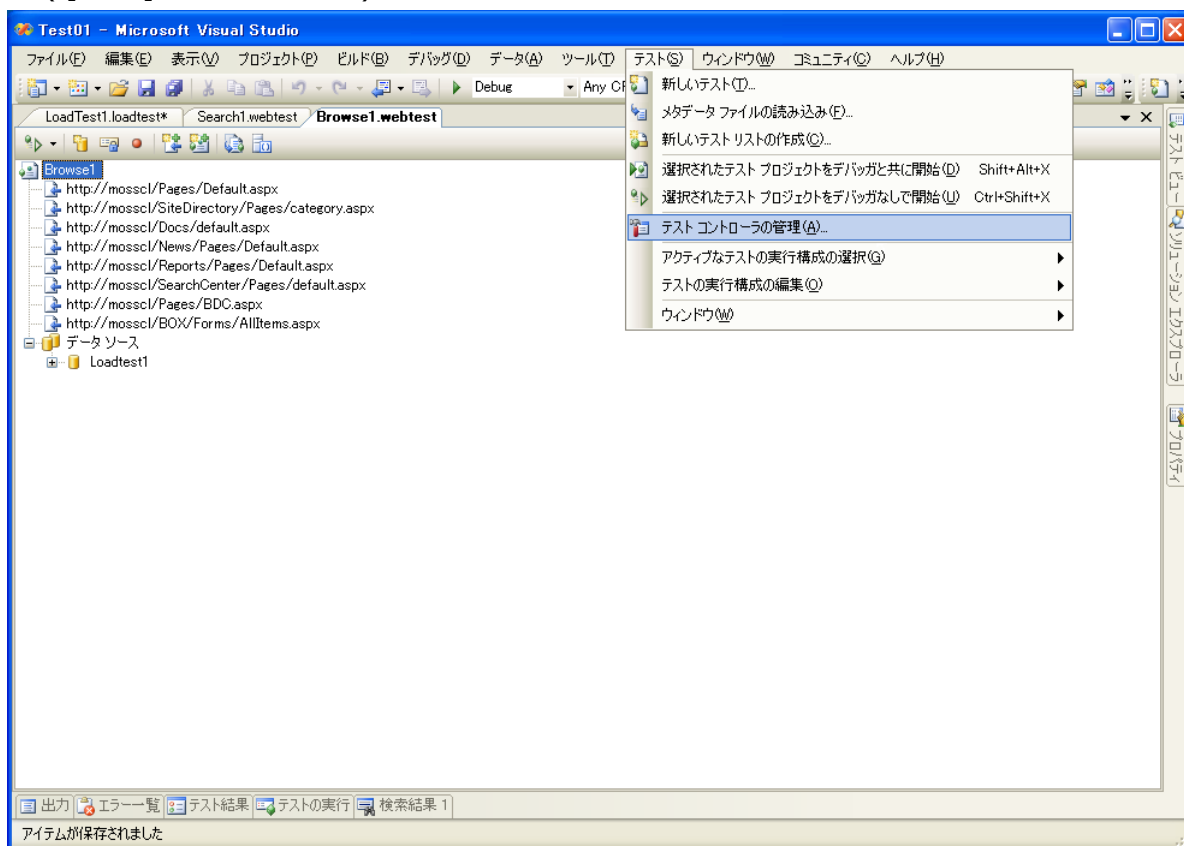 Test01 - Microsoft Visual Studio
ファイル(F) 編集(E) 表示(V) プロジェクト(P) ビルド(B) デバッグ(D) データ(A) ツール(T) テスト(S) ウィンドウ(W) コミュニティ(C) ヘルプ(H)
Debug Any
新しいテスト(T)...
メタデータ ファイルの読み込み(F)...
新しいテスト リストの作成(C)...
選択されたテスト プロジェクトをデバッガと共に開始(D) Shift+Alt+X
選択されたテスト プロジェクトをデバッガなしで開始(U) Ctrl+Shift+X
テスト コントローラの管理(A)...
アクティブなテストの実行構成の選択(G)
テストの実行構成の編集(O)
ウィンドウ(W)
LoadTest1.loadtest* Search1.webtest Browse1.webtest
Browse1
http://mosscl/Pages/Default.aspx
http://mosscl/SiteDirectory/Pages/category.aspx
http://mosscl/Docs/default.aspx
http://mosscl/News/Pages/Default.aspx
http://mosscl/Reports/Pages/Default.aspx
http://mosscl/SearchCenter/Pages/default.aspx
http://mosscl/Pages/BDC.aspx
http://mosscl/BOX/Forms/AllItems.aspx
データ ソース
Loadtest1
テスト ビュー
ソリューション エクスプローラ
プロパティ
出力 エラー一覧 テスト結果 テストの実行 検索結果 1
アイテムが保存されました